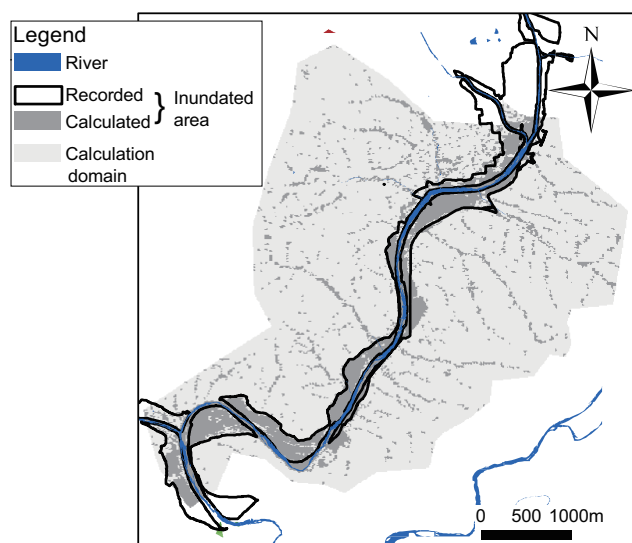 Legend
River
Recorded
Calculated
Inundated
area
Calculation
domain
N
0 500 1000m